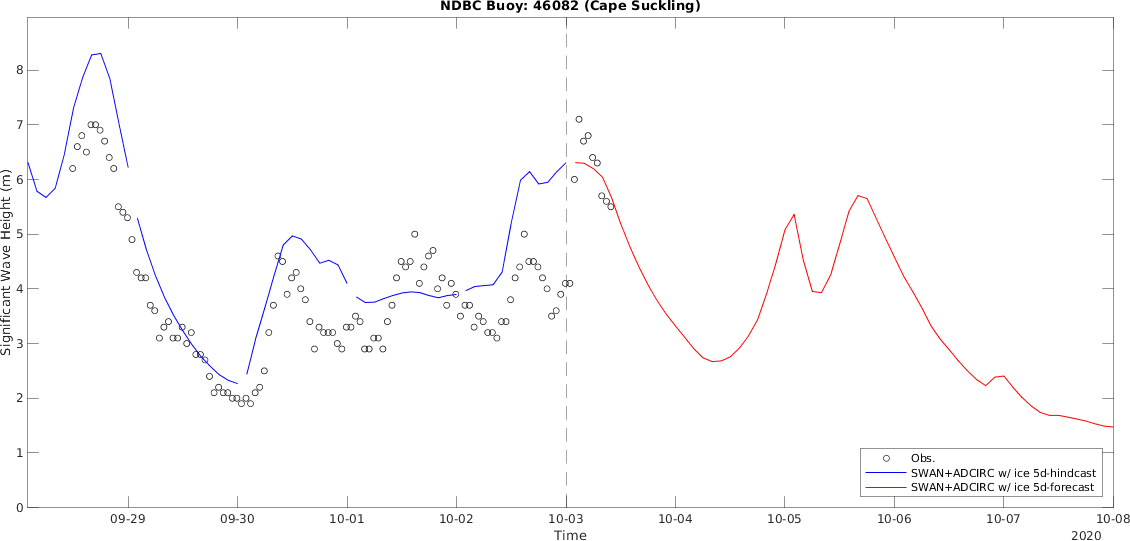 NDBC Buoy: 46082 (Cape Suckling)
8
7
6
5
4
3
2
1
0
Significant Wave Height (m)
Obs.
SWAN+ADCIRC w/ ice 5d-hindcast
SWAN+ADCIRC w/ ice 5d-forecast
09-29 09-30 10-01 10-02 10-03 10-04 10-05 10-06 10-07 10-08
Time
2020